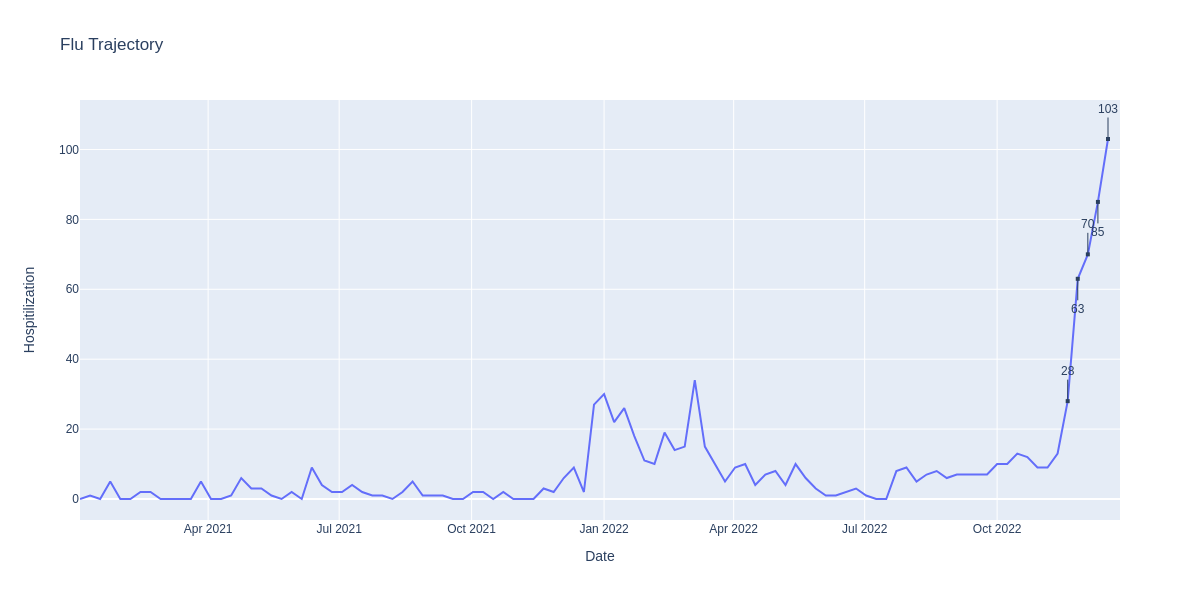 Flu Trajectory
103
100
80
70
85
60
63
40
28
20
0
Apr 2021
Jul 2021
Oct 2021
Jan 2022
Apr 2022
Jul 2022
Oct 2022
Date
Hospitilization